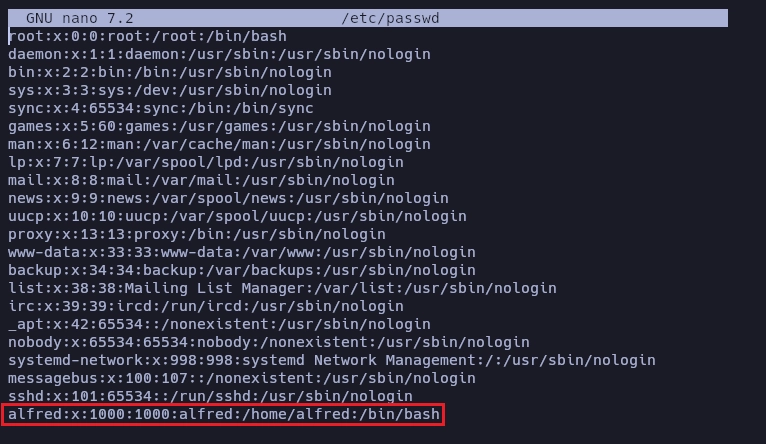 GNU nano 7.2 /etc/passwd
root:x:0:0:root:/root:/bin/bash
daemon:x:1:1:daemon:/usr/sbin:/usr/sbin/nologin
bin:x:2:2:bin:/bin:/usr/sbin/nologin
sys:x:3:3:sys:/dev:/usr/sbin/nologin
sync:x:4:65534:sync:/bin:/bin/sync
games:x:5:60:games:/usr/games:/usr/sbin/nologin
man:x:6:12:man:/var/cache/man:/usr/sbin/nologin
lp:x:7:7:lp:/var/spool/lpd:/usr/sbin/nologin
mail:x:8:8:mail:/var/mail:/usr/sbin/nologin
news:x:9:9:news:/var/spool/news:/usr/sbin/nologin
uucp:x:10:10:uucp:/var/spool/uucp:/usr/sbin/nologin
proxy:x:13:13:proxy:/bin:/usr/sbin/nologin
www-data:x:33:33:www-data:/var/www:/usr/sbin/nologin
backup:x:34:34:backup:/var/backups:/usr/sbin/nologin
list:x:38:38:Mailing List Manager:/var/list:/usr/sbin/nologin
irc:x:39:39:ircd:/run/ircd:/usr/sbin/nologin
_apt:x:42:65534::/nonexistent:/usr/sbin/nologin
nobody:x:65534:65534:nobody:/nonexistent:/usr/sbin/nologin
systemd-network:x:998:998:systemd Network Management:/:/usr/sbin/nologin
messagebus:x:100:107::/nonexistent:/usr/sbin/nologin
sshd:x:101:65534::/run/sshd:/usr/sbin/nologin
alfred:x:1000:1000:alfred:/home/alfred:/bin/bash